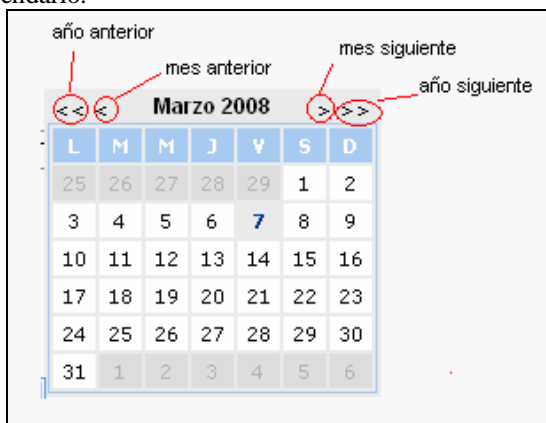 endario.
año anterior
mes siguiente
mes anterior
año siguiente
<< < Marzo 2008 > >>
L M M J V S D
25 26 27 28 29 1 2
3 4 5 6 7 8 9
10 11 12 13 14 15 16
17 18 19 20 21 22 23
24 25 26 27 28 29 30
31 1 2 3 4 5 6